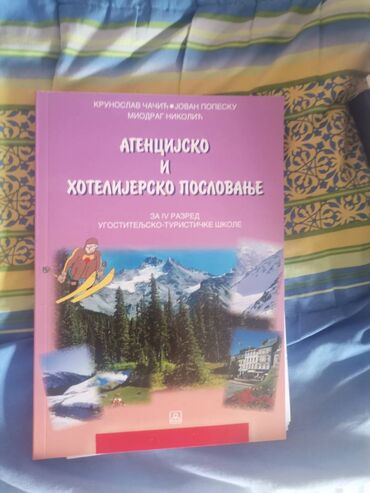 КРУНОСЛАВ ЧАЧИЋ•ЈОВАН ПОПЕСКУ
МИОДРАГ НИКОЛИЋ
АГЕНЦИЈСКО
И
ХОТЕЛИЈЕРСКО ПОСЛОВАЊЕ
ЗА IV РАЗРЕД
УГОСТИТЕЉСКО-ТУРИСТИЧКЕ ШКОЛЕ